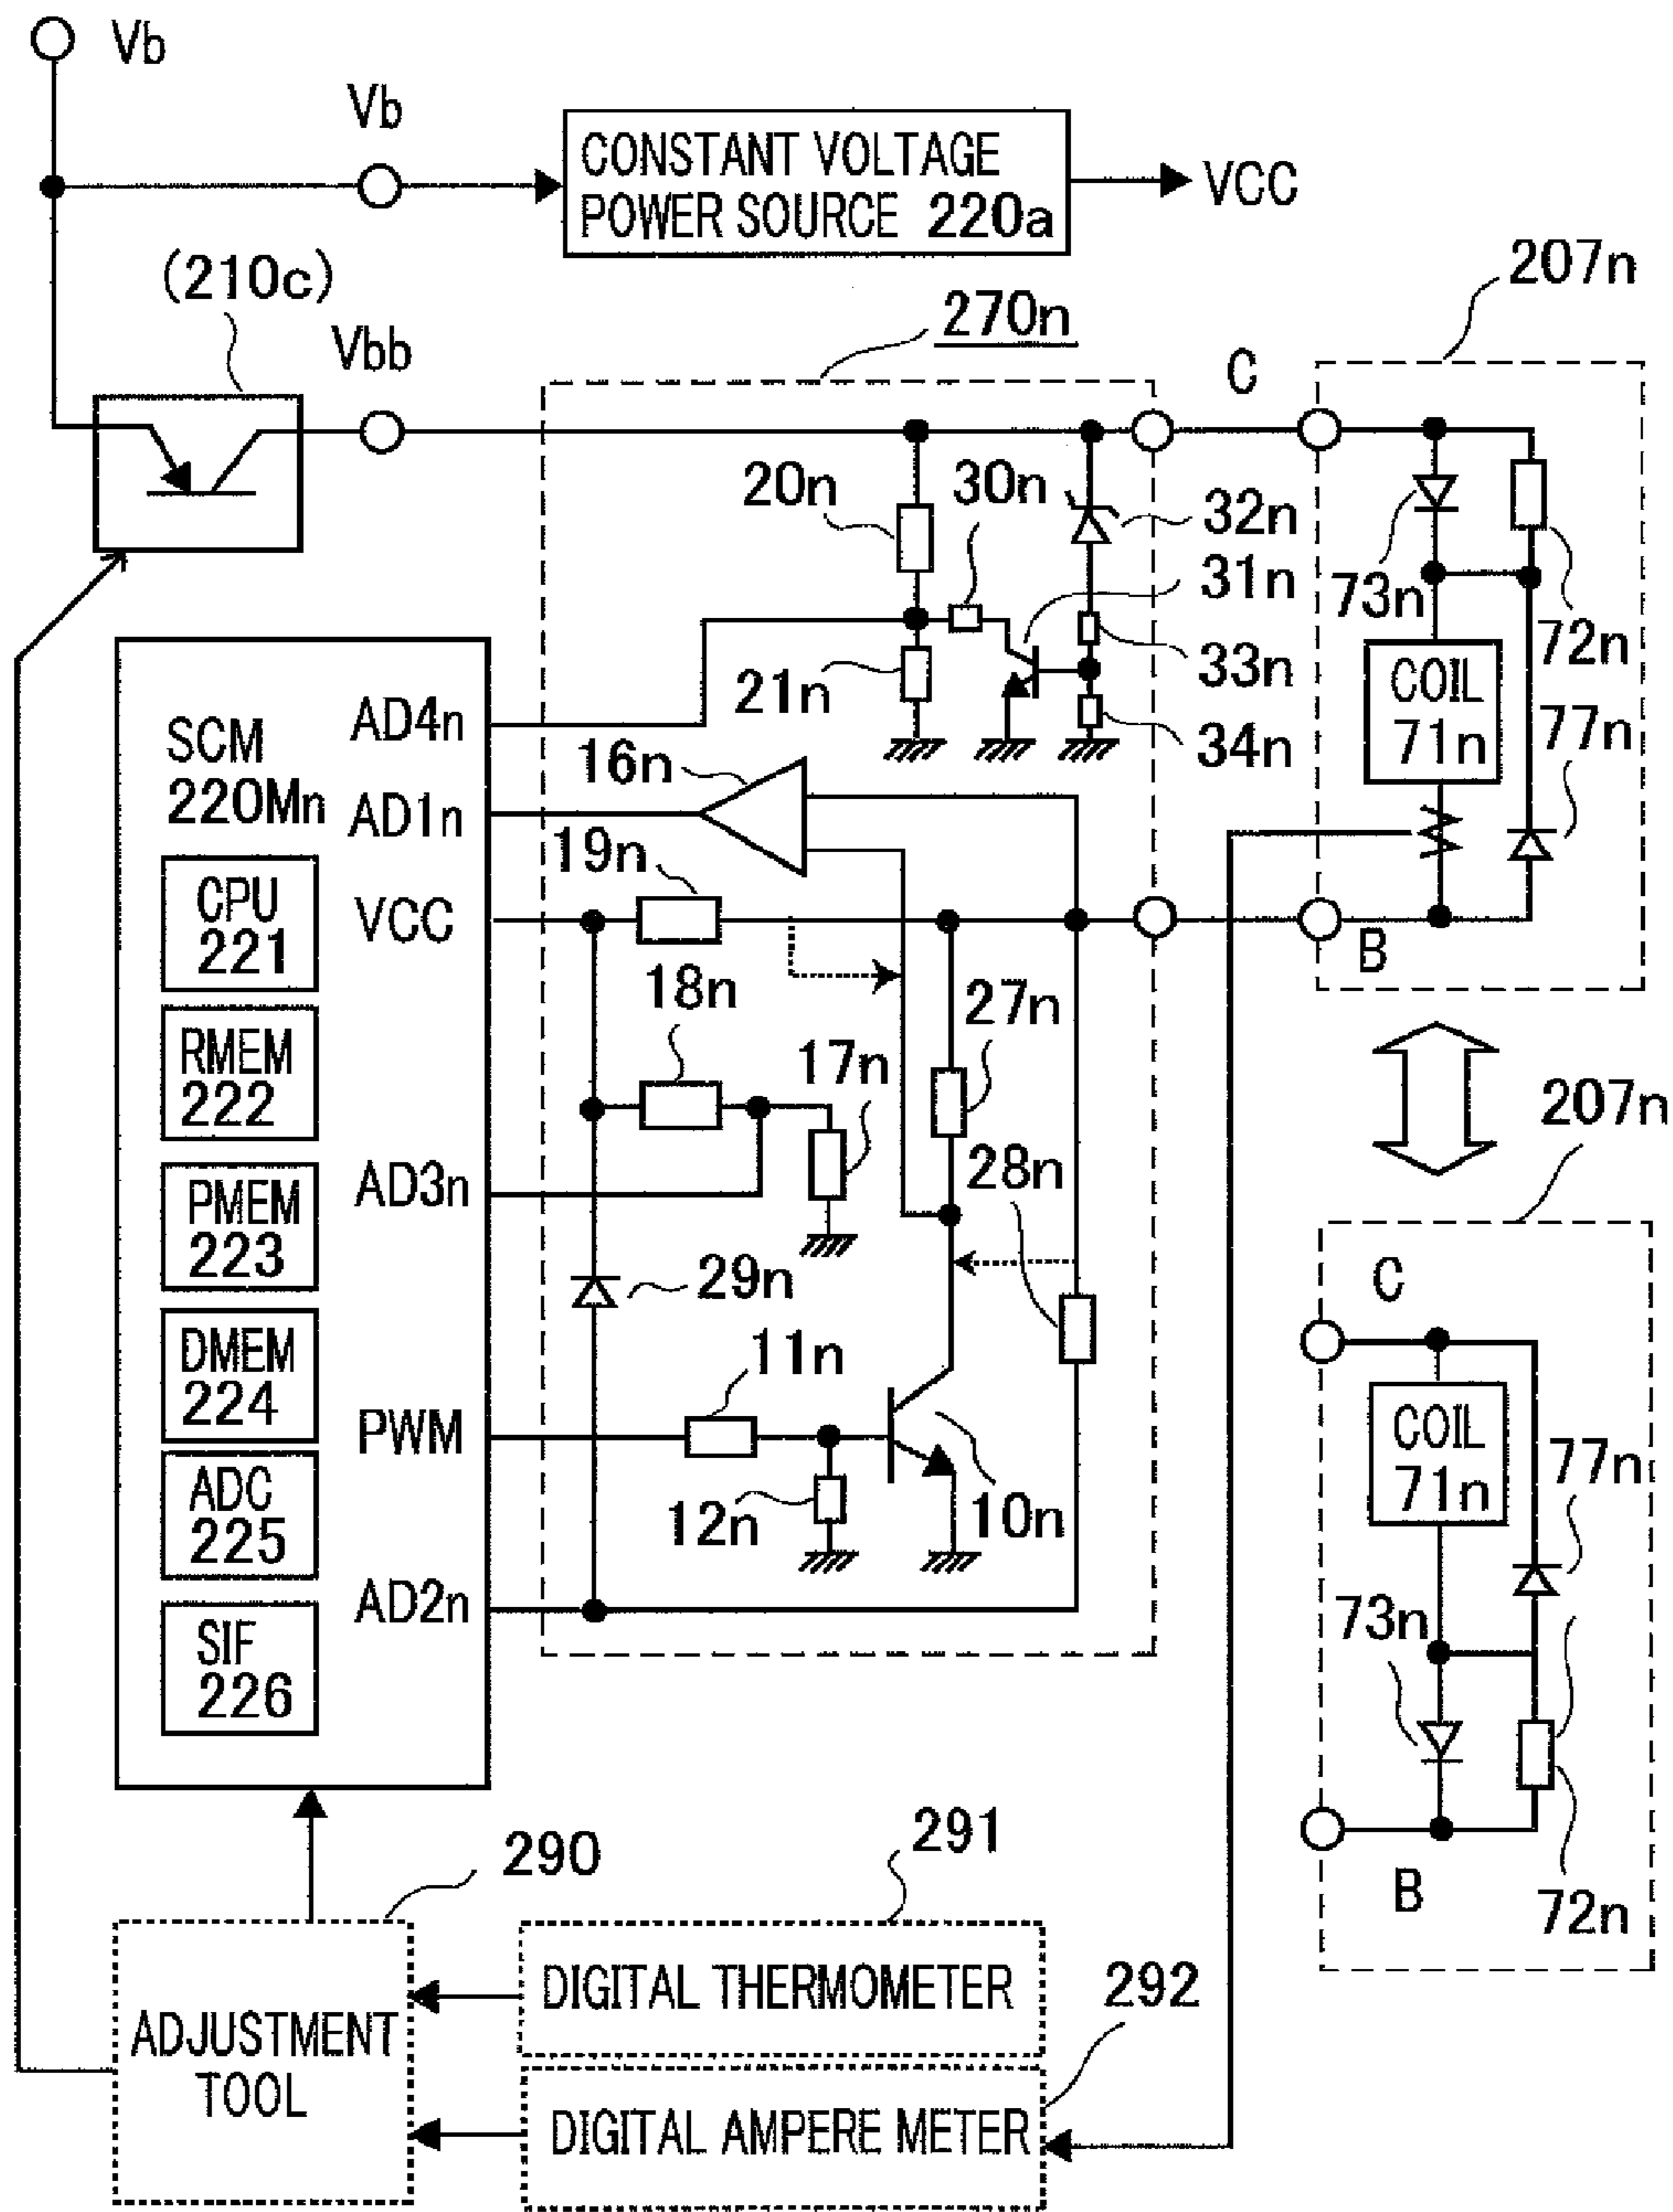 Vb
Vb
CONSTANT VOLTAGE
POWER SOURCE 220a
VCC
(210c)
Vbb
270n
C
207n
20n
30n
32n
31n
73n
72n
21n
33n
34n
COIL
71n
77n
SCM
220Mn
AD4n
16n
AD1n
19n
VCC
B
CPU
221
18n
27n
RMEM
222
17n
207n
AD3n
28n
PMEM
223
29n
C
DMEM
224
11n
PWM
COIL
71n
77n
ADC
225
12n
10n
AD2n
73n
SIF
226
290
291
B
72n
DIGITAL THERMOMETER
292
ADJUSTMENT
TOOL
DIGITAL AMPERE METER